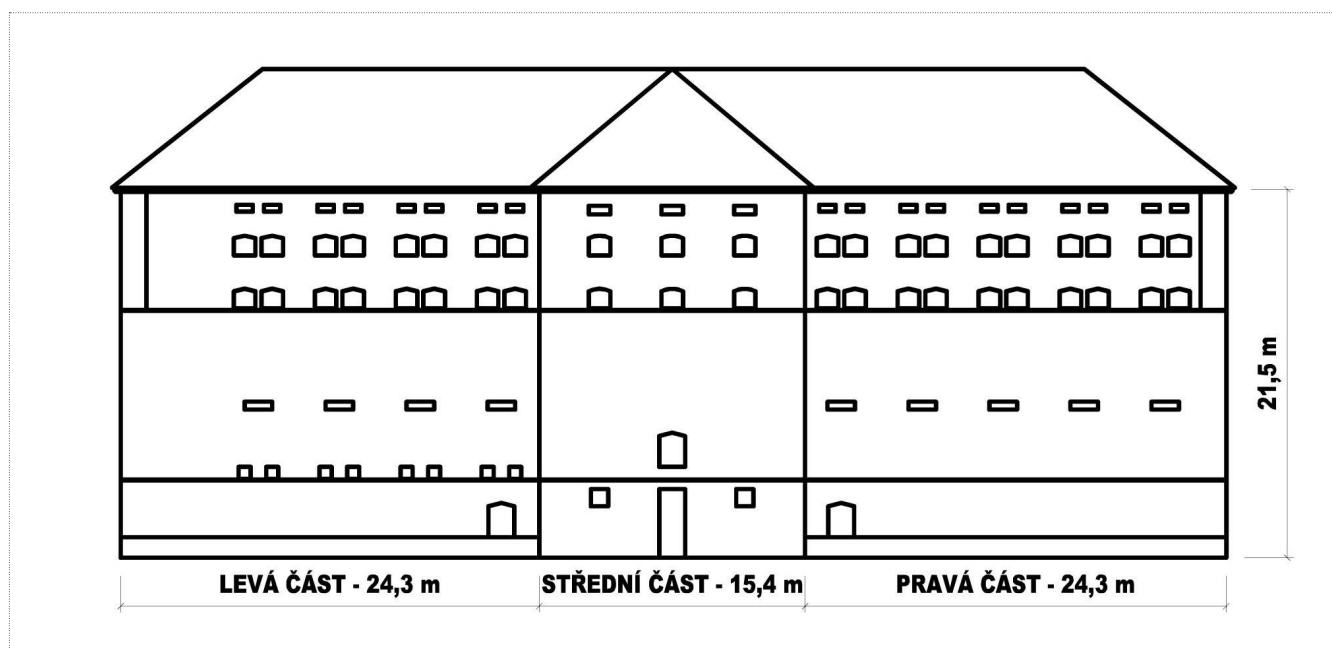 21,5 m
LEVÁ ČÁST - 24,3 m
STŘEDNÍ ČÁST - 15,4 m
PRAVÁ ČÁST - 24,3 m